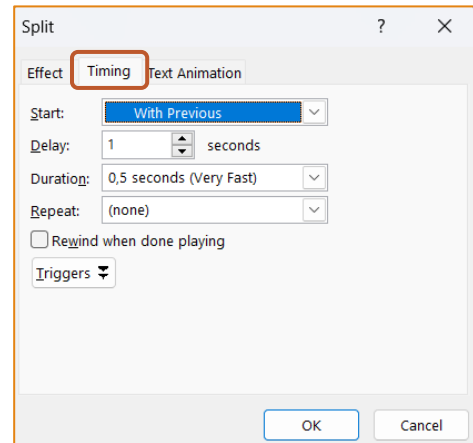 Split ?
Effect Timing Text Animation
Start: With Previous
Delay: 1 seconds
Duration: 0,5 seconds (Very Fast)
Repeat: (none)
Rewind when done playing
Triggers
OK Cancel